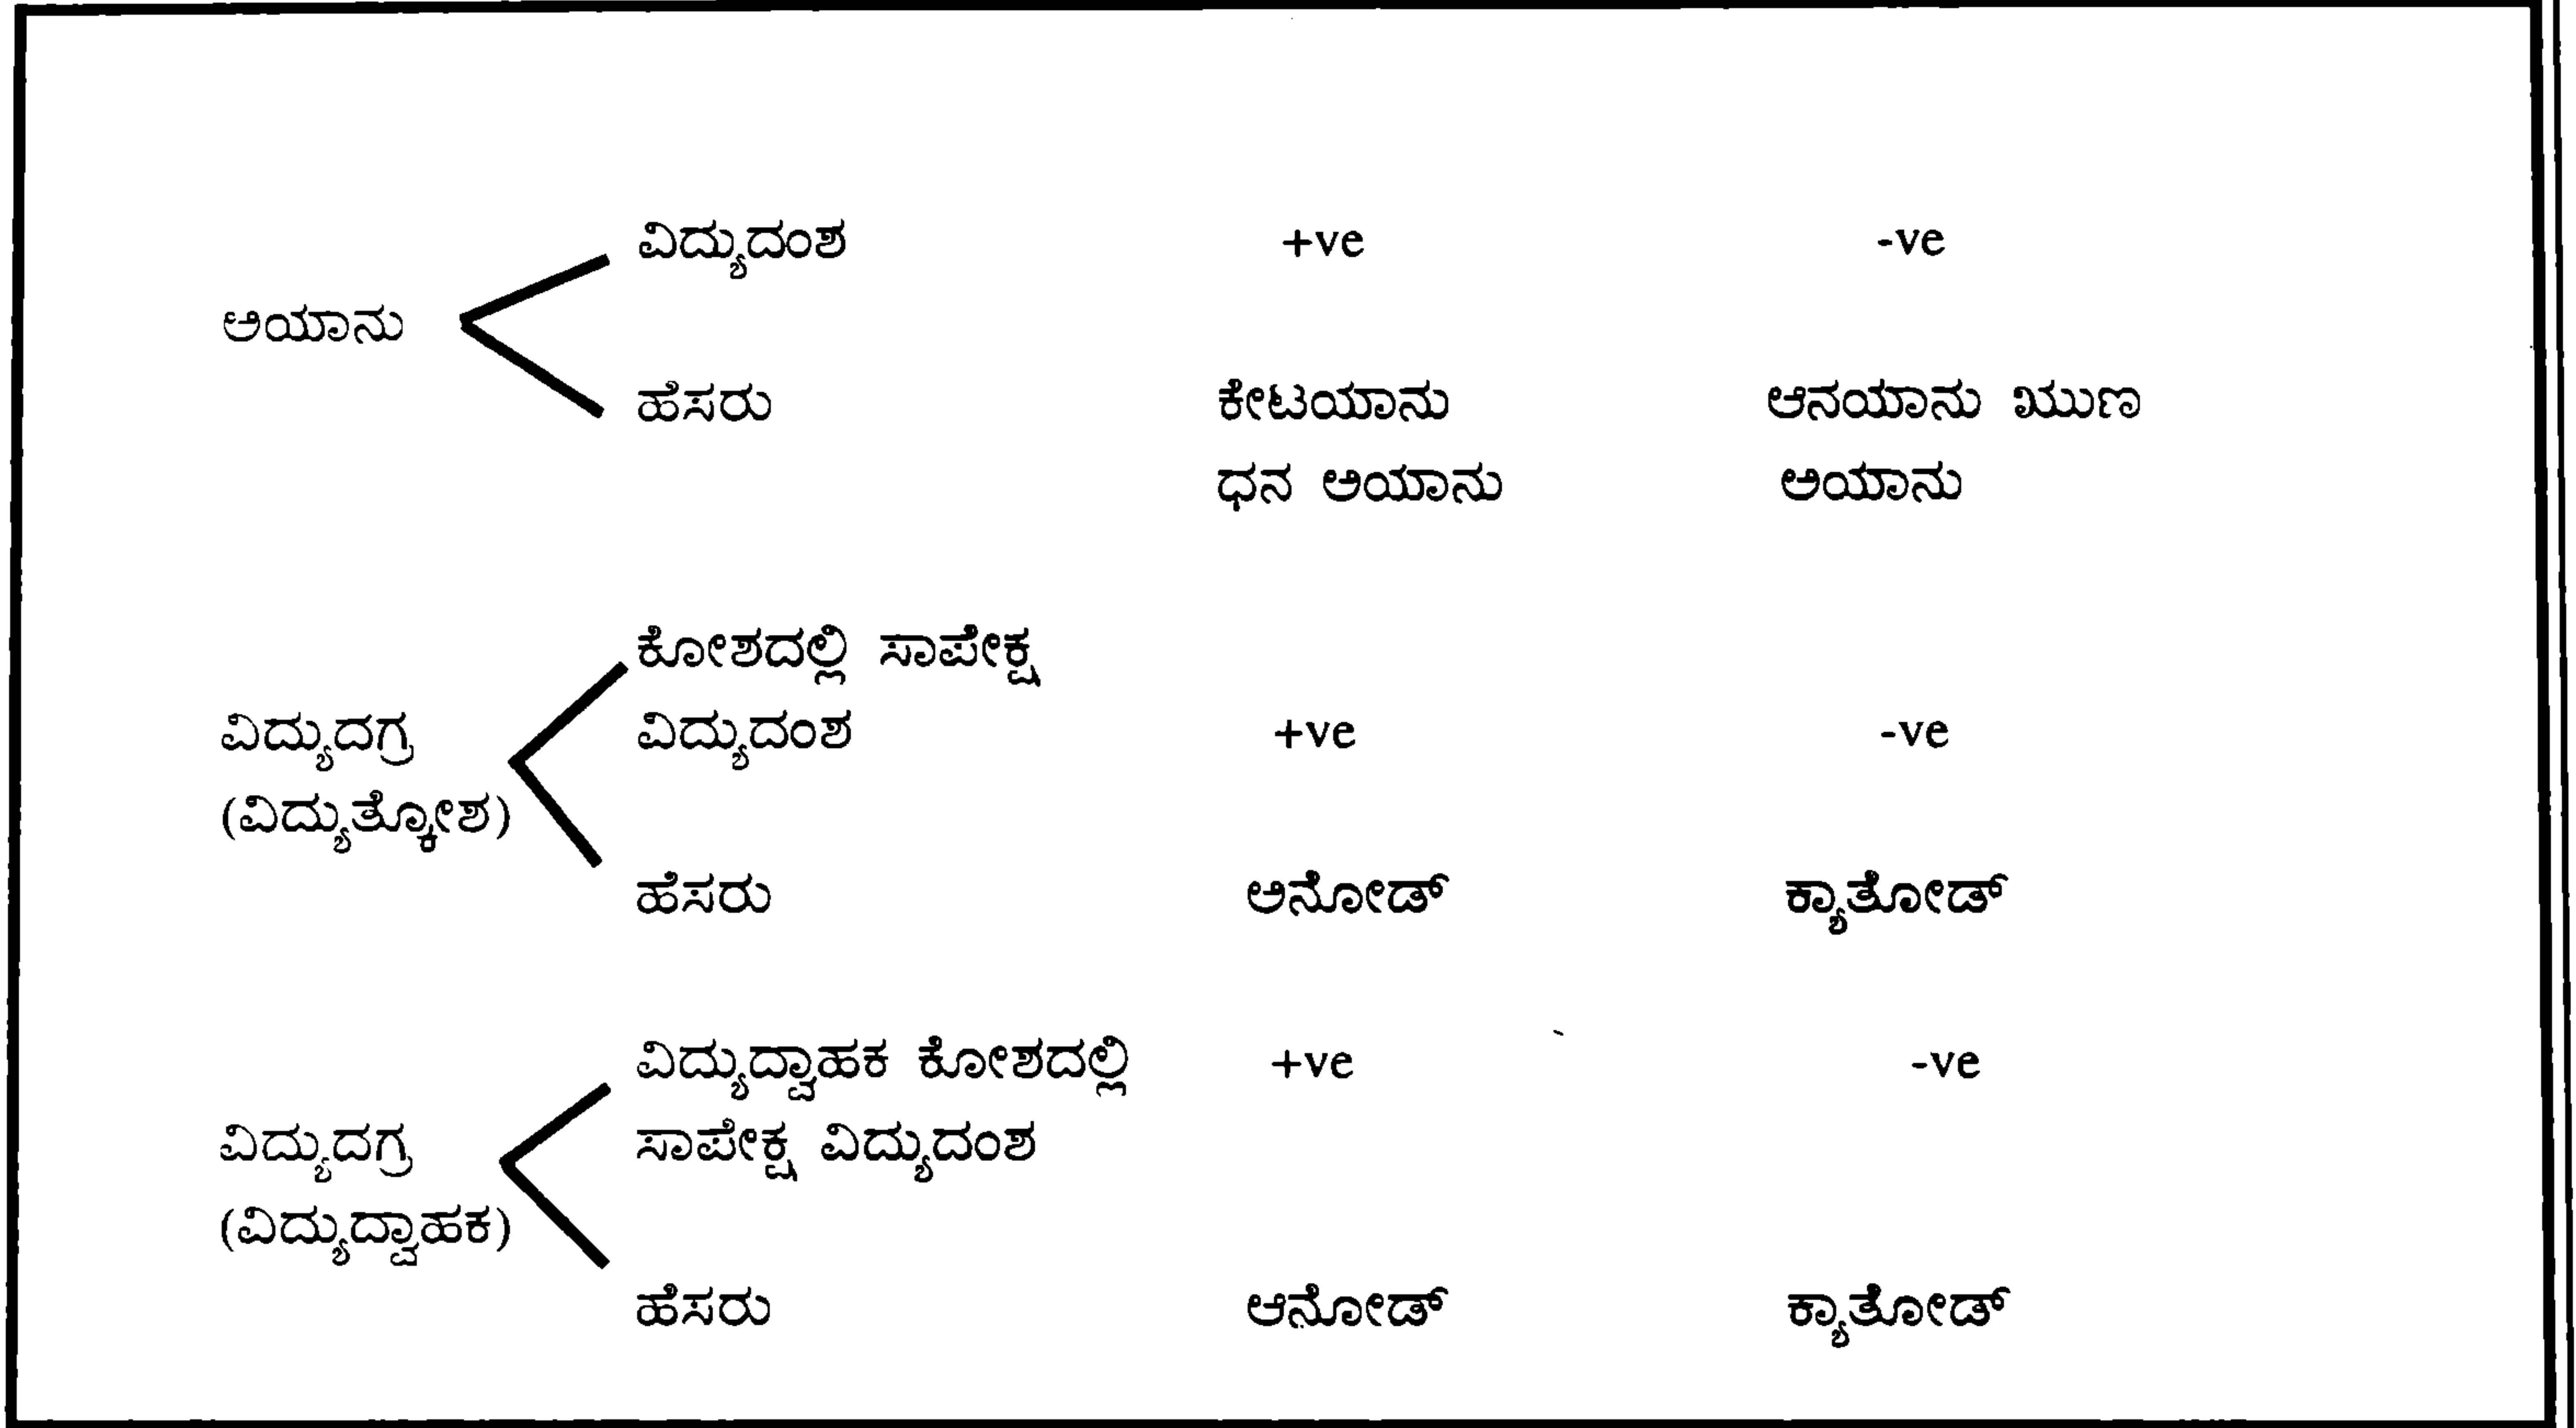 ವಿದ್ಯುದಂಶ +ve -ve
ಅಯಾನು
ಹೆಸರು ಕೇಟಯಾನು ಆನಯಾನು ಋಣ
ಧನ ಅಯಾನು ಅಯಾನು
ಕೋಶದಲ್ಲಿ ಸಾಪೇಕ್ಷ
ವಿದ್ಯುದಗ್ರ ವಿದ್ಯುದಂಶ +ve -ve
(ವಿದ್ಯುತ್ಕೋಶ)
ಹೆಸರು ಆನೋಡ್ ಕ್ಯಾತೋಡ್
ವಿದ್ಯುದ್ವಾಹಕ ಕೋಶದಲ್ಲಿ +ve -ve
ವಿದ್ಯುದಗ್ರ ಸಾಪೇಕ್ಷ ವಿದ್ಯುದಂಶ
(ವಿದ್ಯುದ್ವಾಹಕ)
ಹೆಸರು ಆನೋಡ್ ಕ್ಯಾತೋಡ್